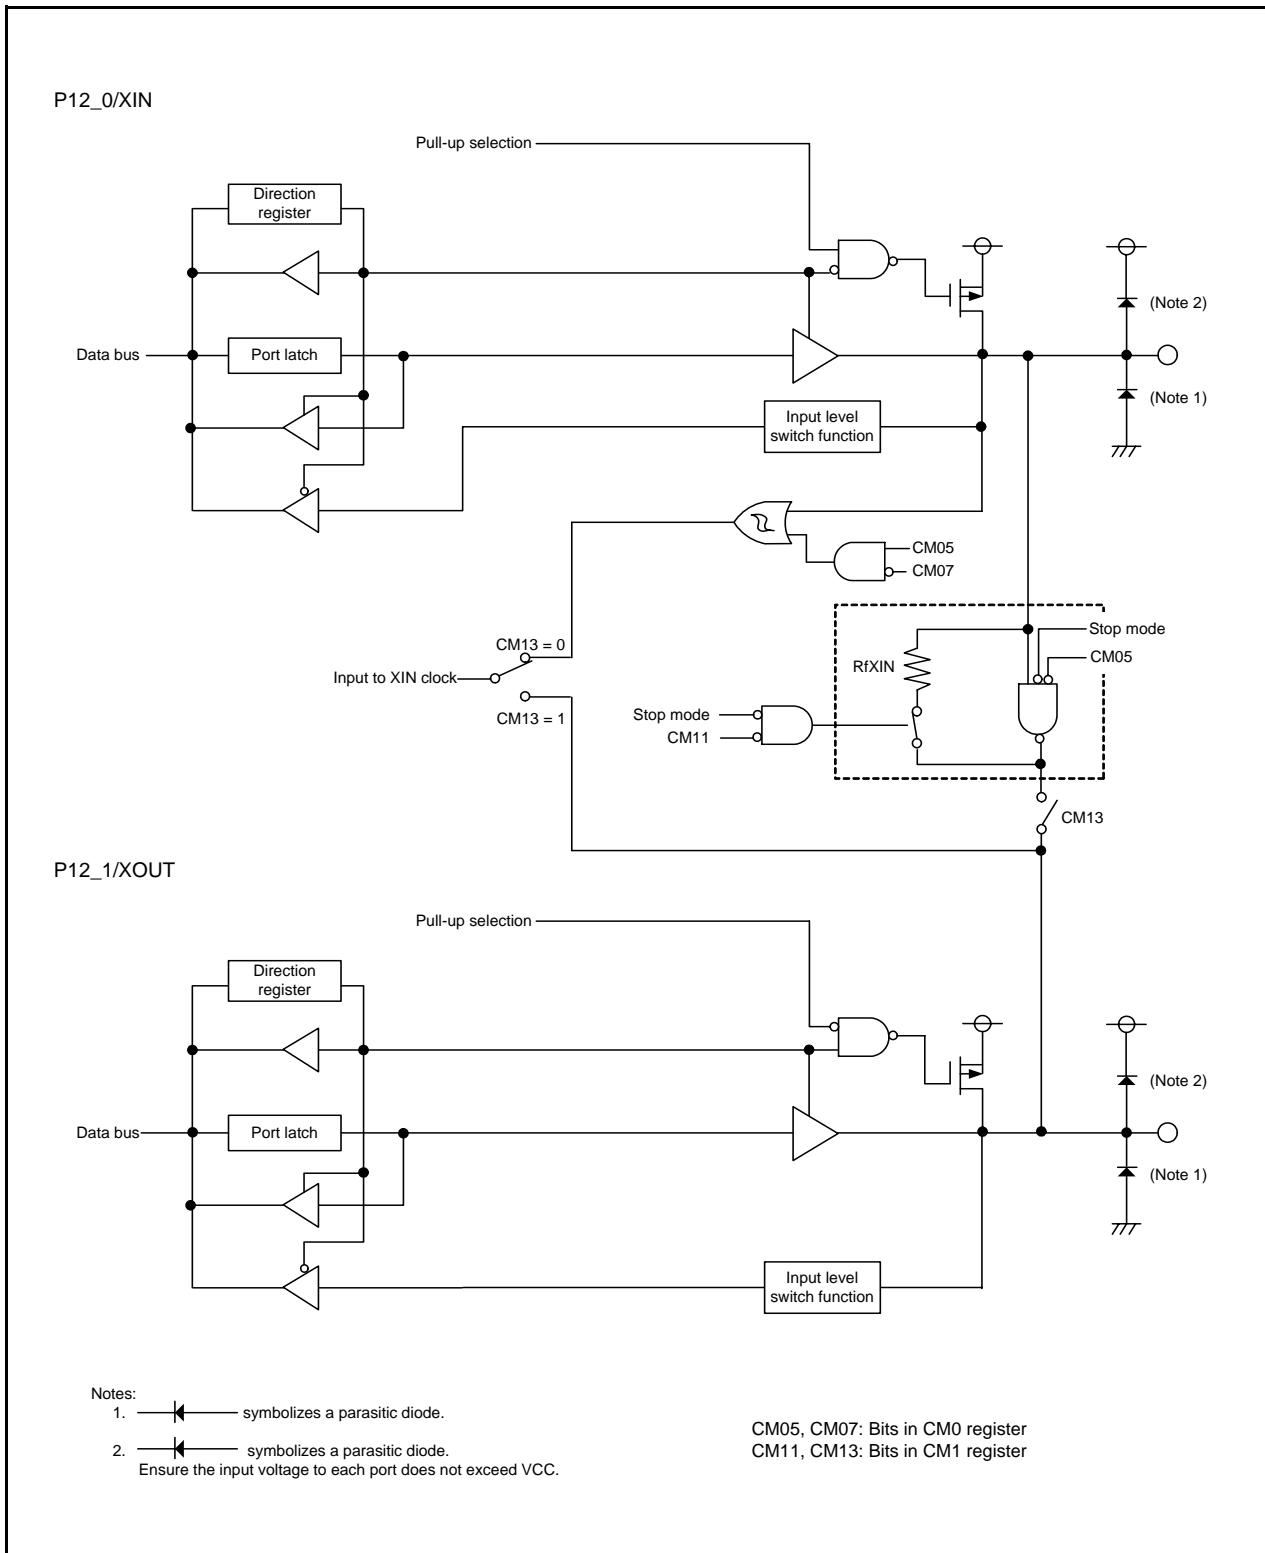 P12_0/XIN
Pull-up selection
Direction
register
(Note 2)
Data bus
Port latch
(Note 1)
Input level
switch function
CM05
CM07
Stop mode
CM13 = 0
CM05
RfXIN
Input to XIN clock
Stop mode
CM13 = 1
CM11
CM13
P12_1/XOUT
Pull-up selection
Direction
register
(Note 2)
Data bus
Port latch
(Note 1)
Input level
switch function
Notes:
1. symbolizes a parasitic diode.
2. symbolizes a parasitic diode.
Ensure the input voltage to each port does not exceed VCC.
CM05, CM07: Bits in CM0 register
CM11, CM13: Bits in CM1 register